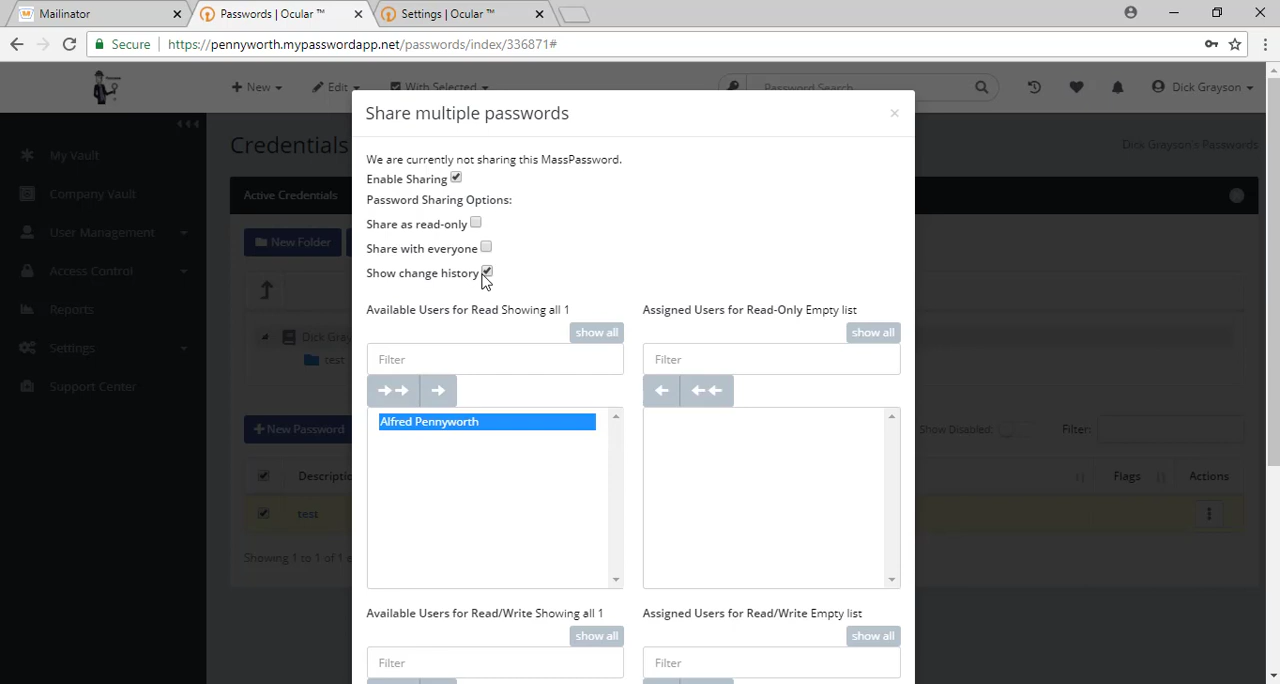 Mailinator
Passwords | Ocular ™
Settings | Ocular ™
Secure
https://pennyworth.mypasswordapp.net/passwords/index/336871#
New
Edit
With Selected
Password Search
Dick Grayson
Share multiple passwords
We are currently not sharing this MassPassword.
Enable Sharing
Password Sharing Options:
Share as read-only
Share with everyone
Show change history
Available Users for Read Showing all 1
Assigned Users for Read-Only Empty list
show all
show all
Filter
Filter
Alfred Pennyworth
Available Users for Read/Write Showing all 1
Assigned Users for Read/Write Empty list
show all
show all
Filter
Filter
My Vault
Company Vault
User Management
Access Control
Reports
Settings
Support Center
Credentials
Dick Grayson's Passwords
Active Credentials
New Folder
Dick Gray
test
New Password
Show Disabled:
Filter:
Descriptio
Flags
Actions
test
Showing 1 to 1 of 1 e